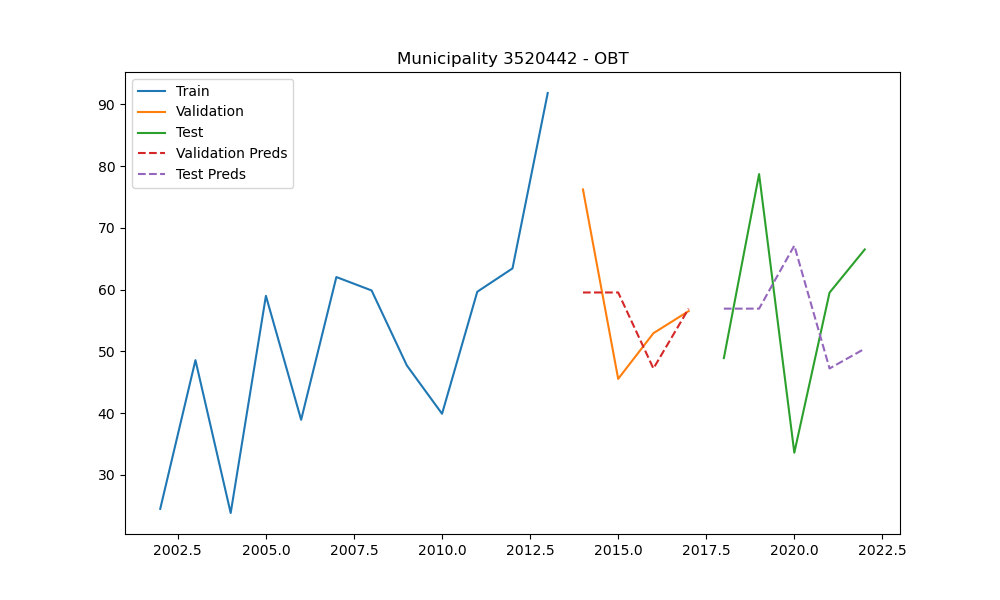 Municipality 3520442 - OBT
Train
Validation
Test
Validation Preds
Test Preds
90
80
70
60
50
40
30
2002.5 2005.0 2007.5 2010.0 2012.5 2015.0 2017.5 2020.0 2022.5